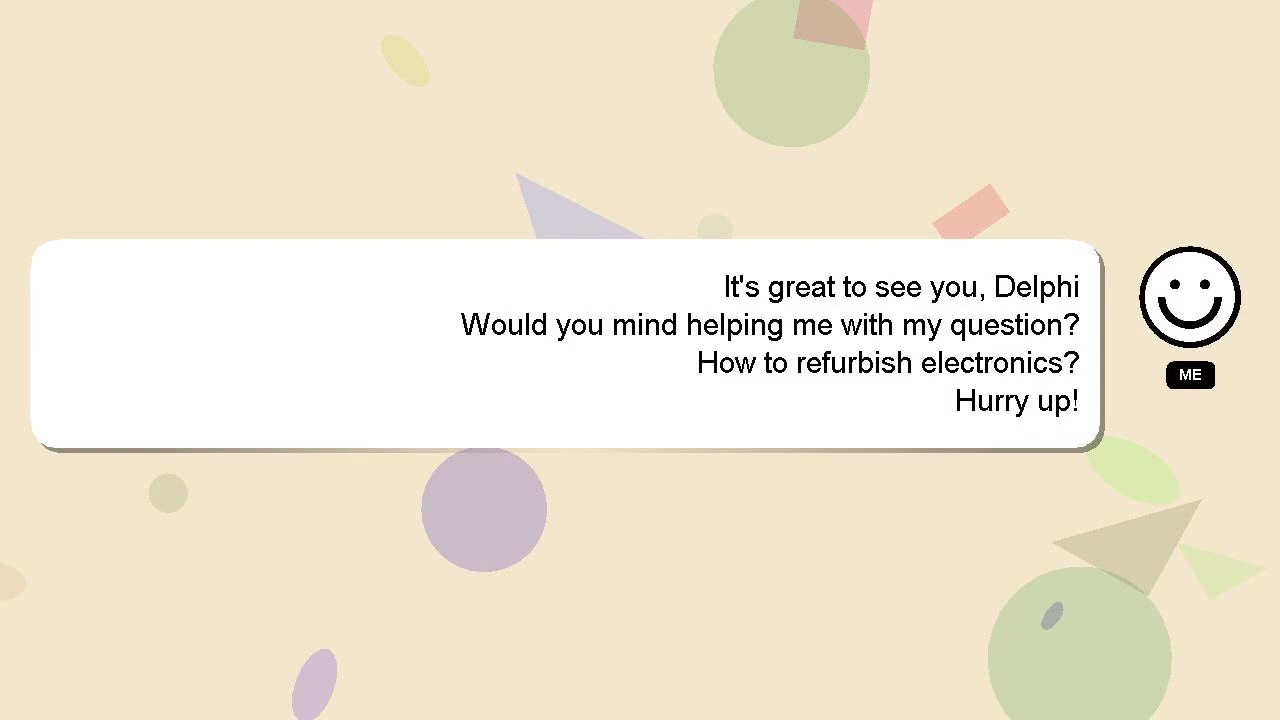 It's great to see you, Delphi
Would you mind helping me with my question?
How to refurbish electronics?
Hurry up!
ME